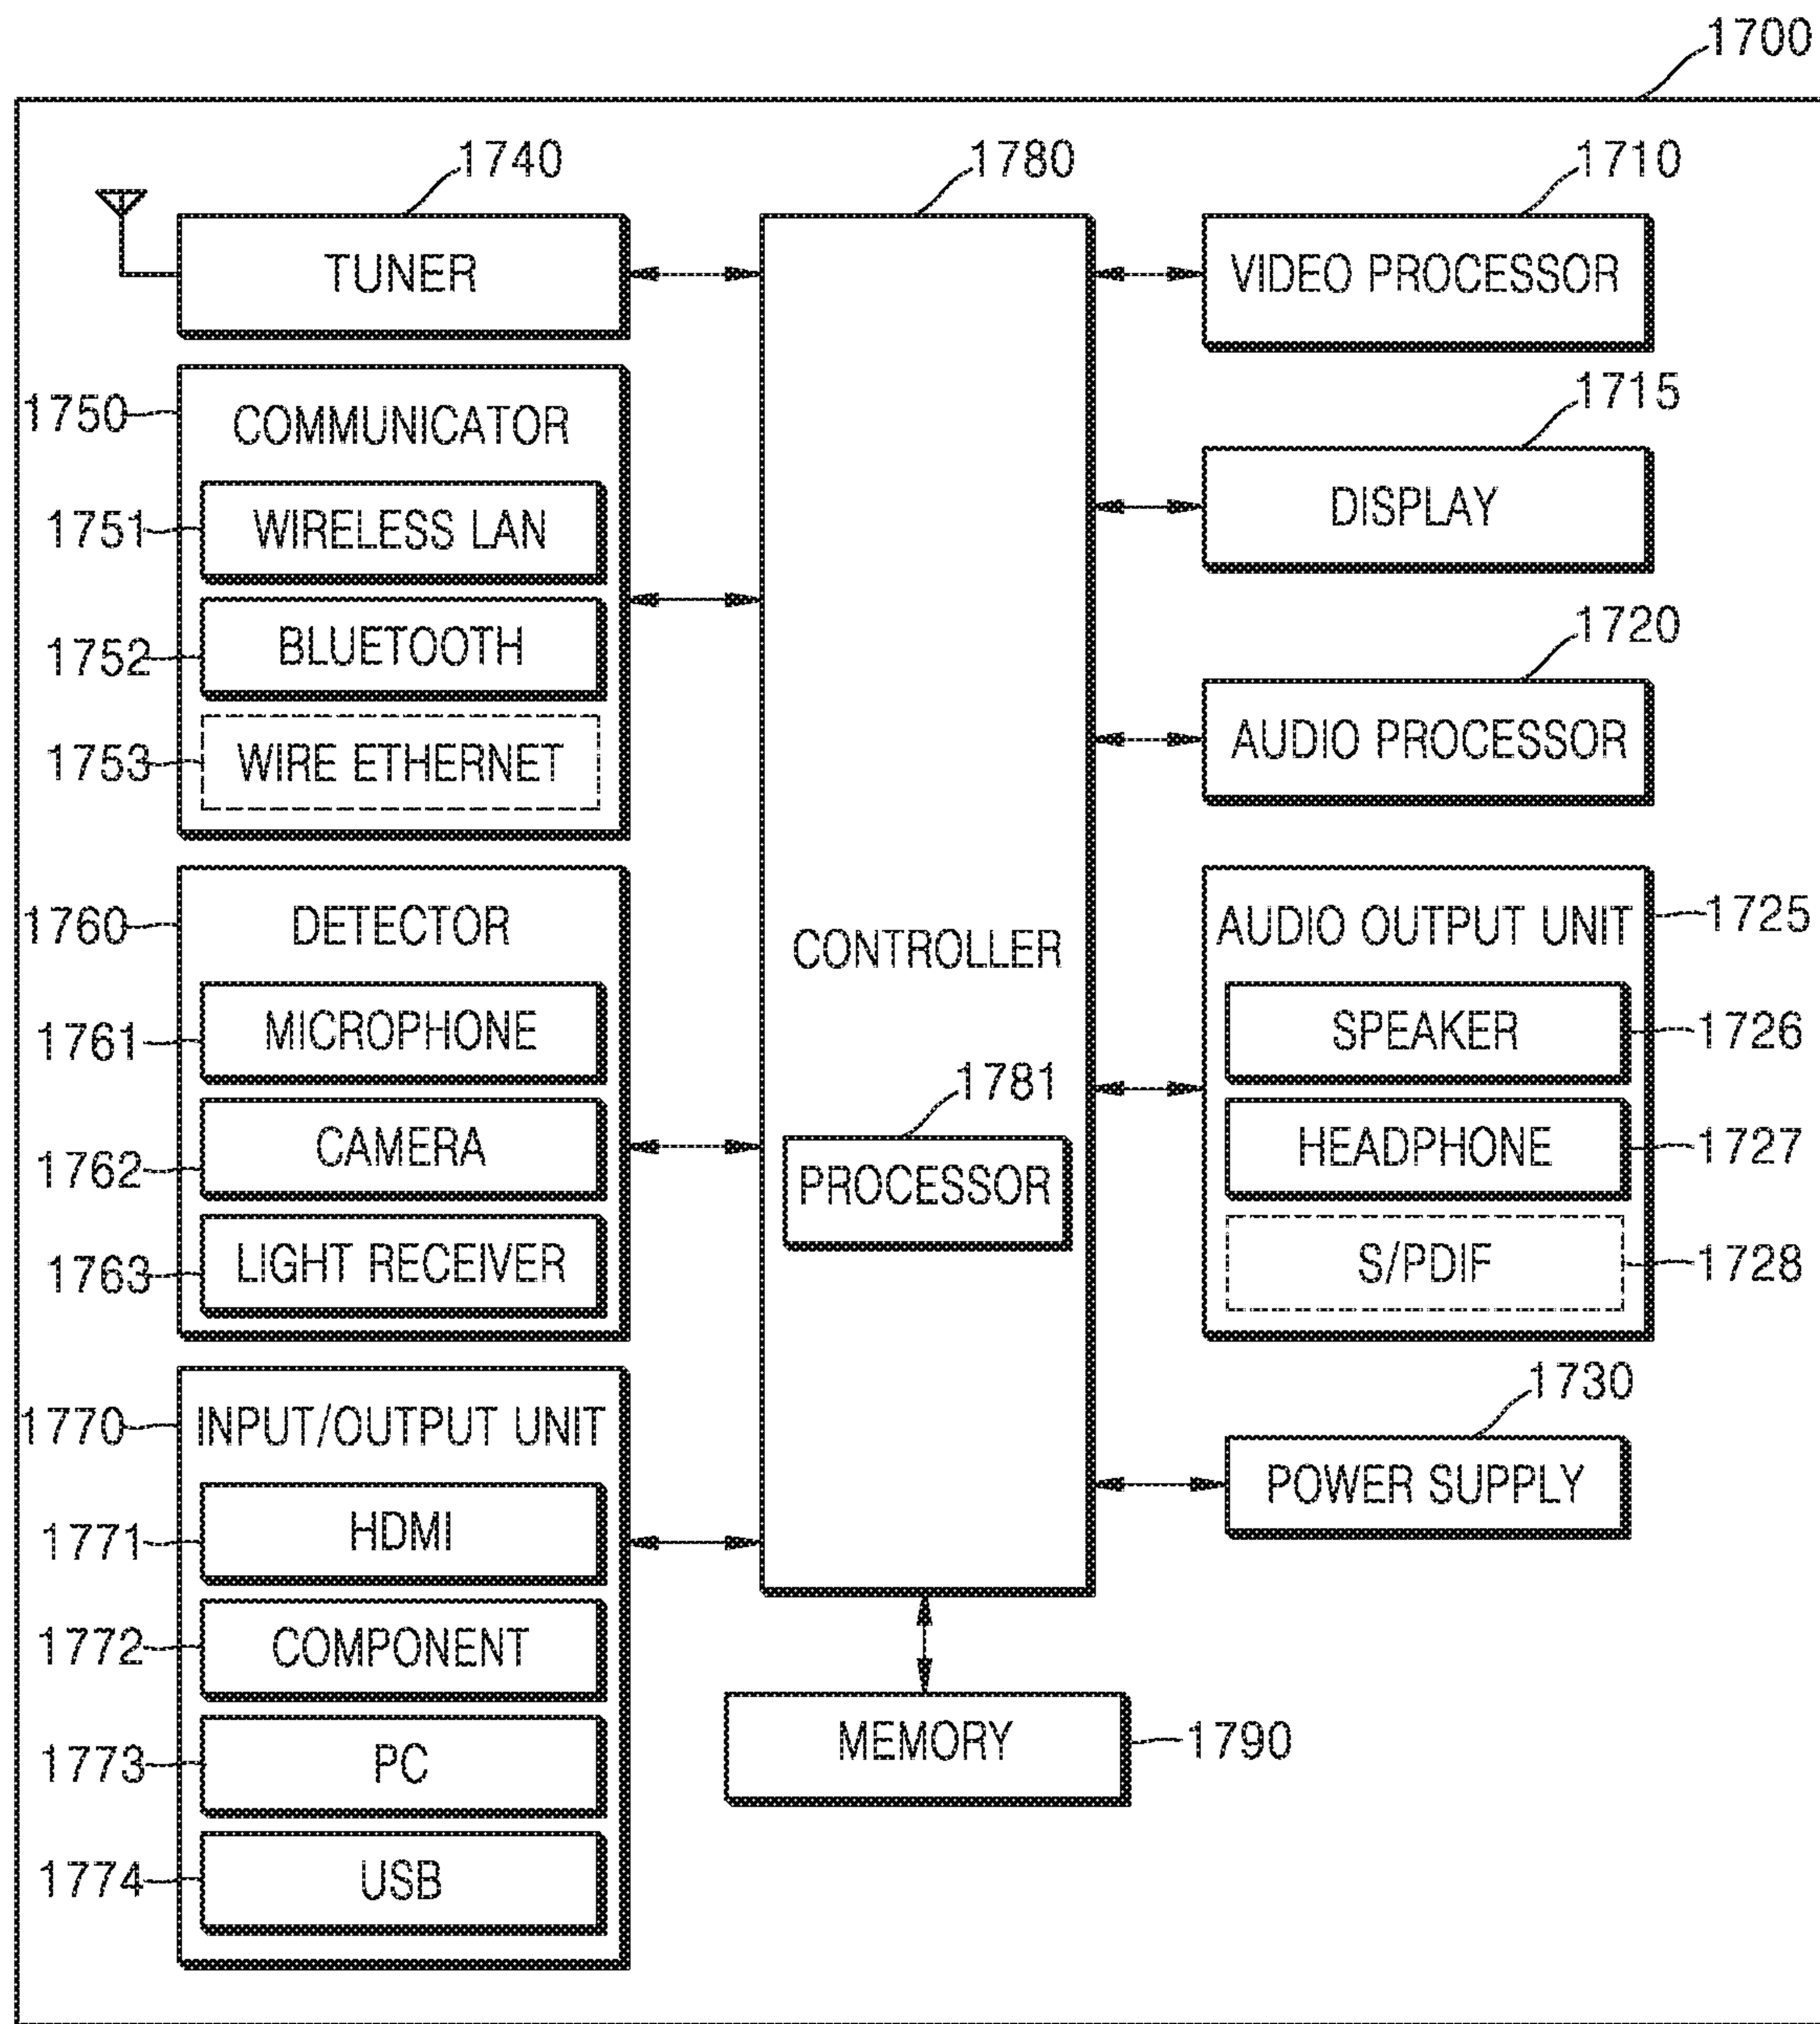 1700
1740
1780
1710
TUNER
VIDEO PROCESSOR
1750
COMMUNICATOR
1751
WIRELESS LAN
1752
BLUETOOTH
1753
WIRE ETHERNET
1715
DISPLAY
1720
AUDIO PROCESSOR
1760
DETECTOR
1761
MICROPHONE
1762
CAMERA
1763
LIGHT RECEIVER
CONTROLLER
1781
PROCESSOR
AUDIO OUTPUT UNIT
1725
SPEAKER
1726
HEADPHONE
1727
S/PDIF
1728
1770
INPUT/OUTPUT UNIT
1771
HDMI
1772
COMPONENT
1773
PC
1774
USB
1730
POWER SUPPLY
MEMORY
1790